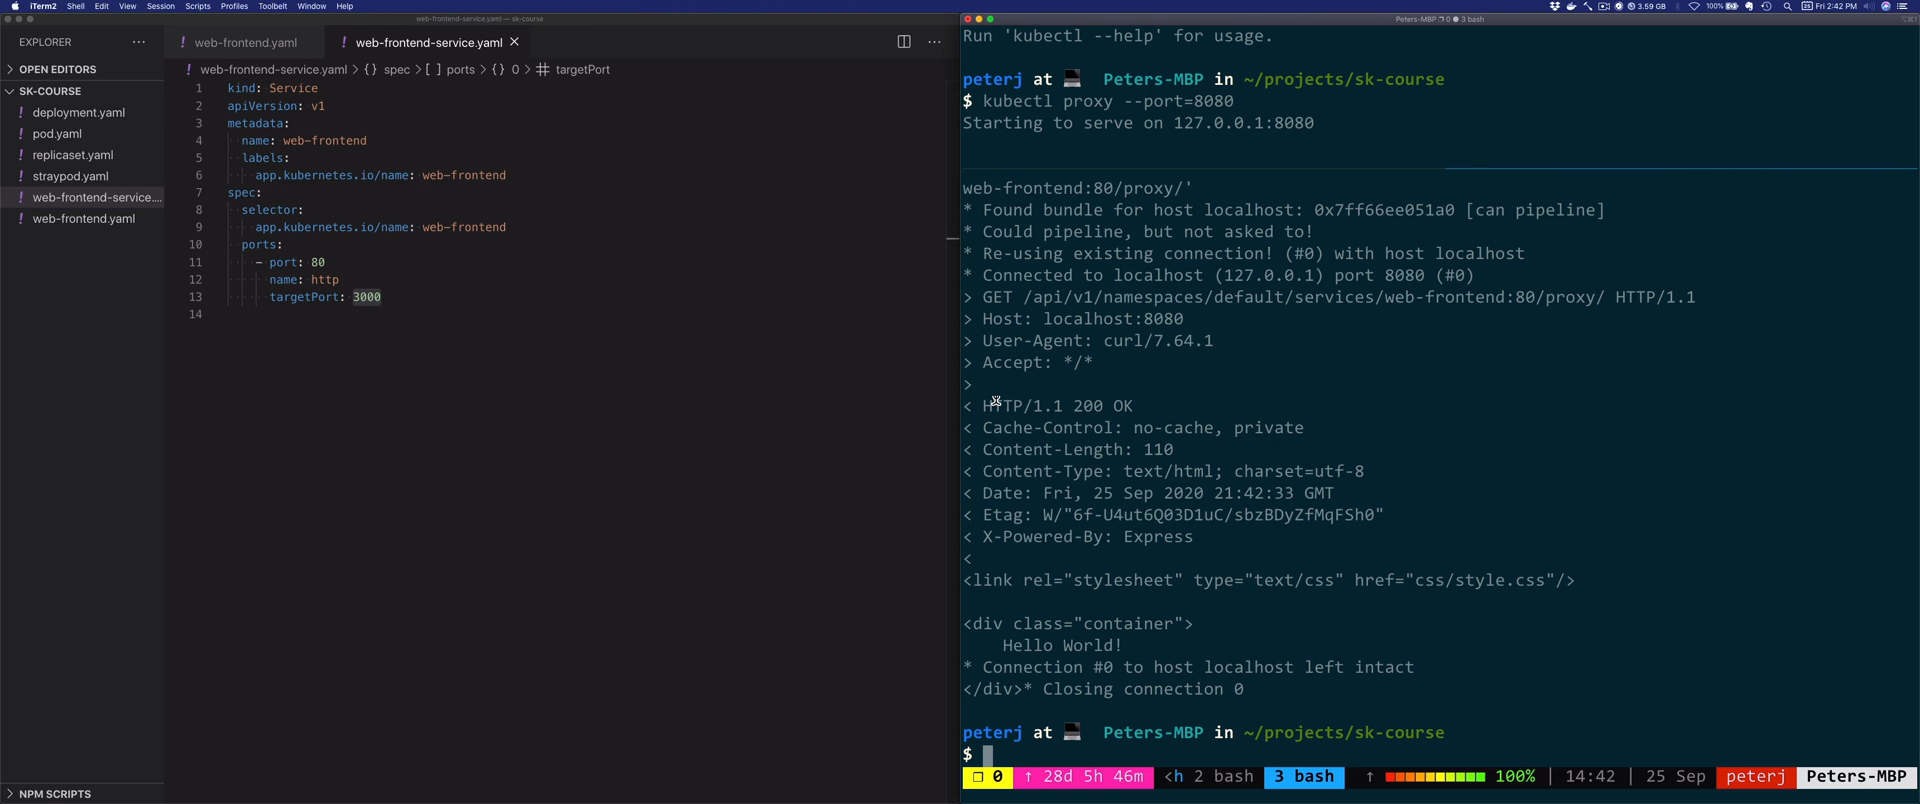 iTerm2 Shell Edit View Session Scripts Profiles Toolbelt Window Help
3.59 GB 100% Fri 2:42 PM
web-frontend-service.yaml — sk-course
Peters-MBP 0 3 bash
EXPLORER ···
OPEN EDITORS
SK-COURSE
! deployment.yaml
! pod.yaml
! replicaset.yaml
! straypod.yaml
! web-frontend-service....
! web-frontend.yaml
NPM SCRIPTS
! web-frontend.yaml
! web-frontend-service.yaml ×
! web-frontend-service.yaml > {} spec > [ ] ports > {} 0 > # targetPort
1 kind: Service
2 apiVersion: v1
3 metadata:
4 name: web-frontend
5 labels:
6 app.kubernetes.io/name: web-frontend
7 spec:
8 selector:
9 app.kubernetes.io/name: web-frontend
10 ports:
11 - port: 80
12 name: http
13 targetPort: 3000
14
Run 'kubectl --help' for usage.
peterj at 💻 Peters-MBP in ~/projects/sk-course
$ kubectl proxy --port=8080
Starting to serve on 127.0.0.1:8080
web-frontend:80/proxy/'
* Found bundle for host localhost: 0x7ff66ee051a0 [can pipeline]
* Could pipeline, but not asked to!
* Re-using existing connection! (#0) with host localhost
* Connected to localhost (127.0.0.1) port 8080 (#0)
> GET /api/v1/namespaces/default/services/web-frontend:80/proxy/ HTTP/1.1
> Host: localhost:8080
> User-Agent: curl/7.64.1
> Accept: */*
>
< HTTP/1.1 200 OK
< Cache-Control: no-cache, private
< Content-Length: 110
< Content-Type: text/html; charset=utf-8
< Date: Fri, 25 Sep 2020 21:42:33 GMT
< Etag: W/"6f-U4ut6Q03D1uC/sbzBDyZfMqFSh0"
< X-Powered-By: Express
<
<link rel="stylesheet" type="text/css" href="css/style.css"/>
<div class="container">
Hello World!
* Connection #0 to host localhost left intact
</div>* Closing connection 0
peterj at 💻 Peters-MBP in ~/projects/sk-course
$
❐ 0 ↑ 28d 5h 46m <h 2 bash 3 bash ↑ 100% | 14:42 | 25 Sep peterj Peters-MBP